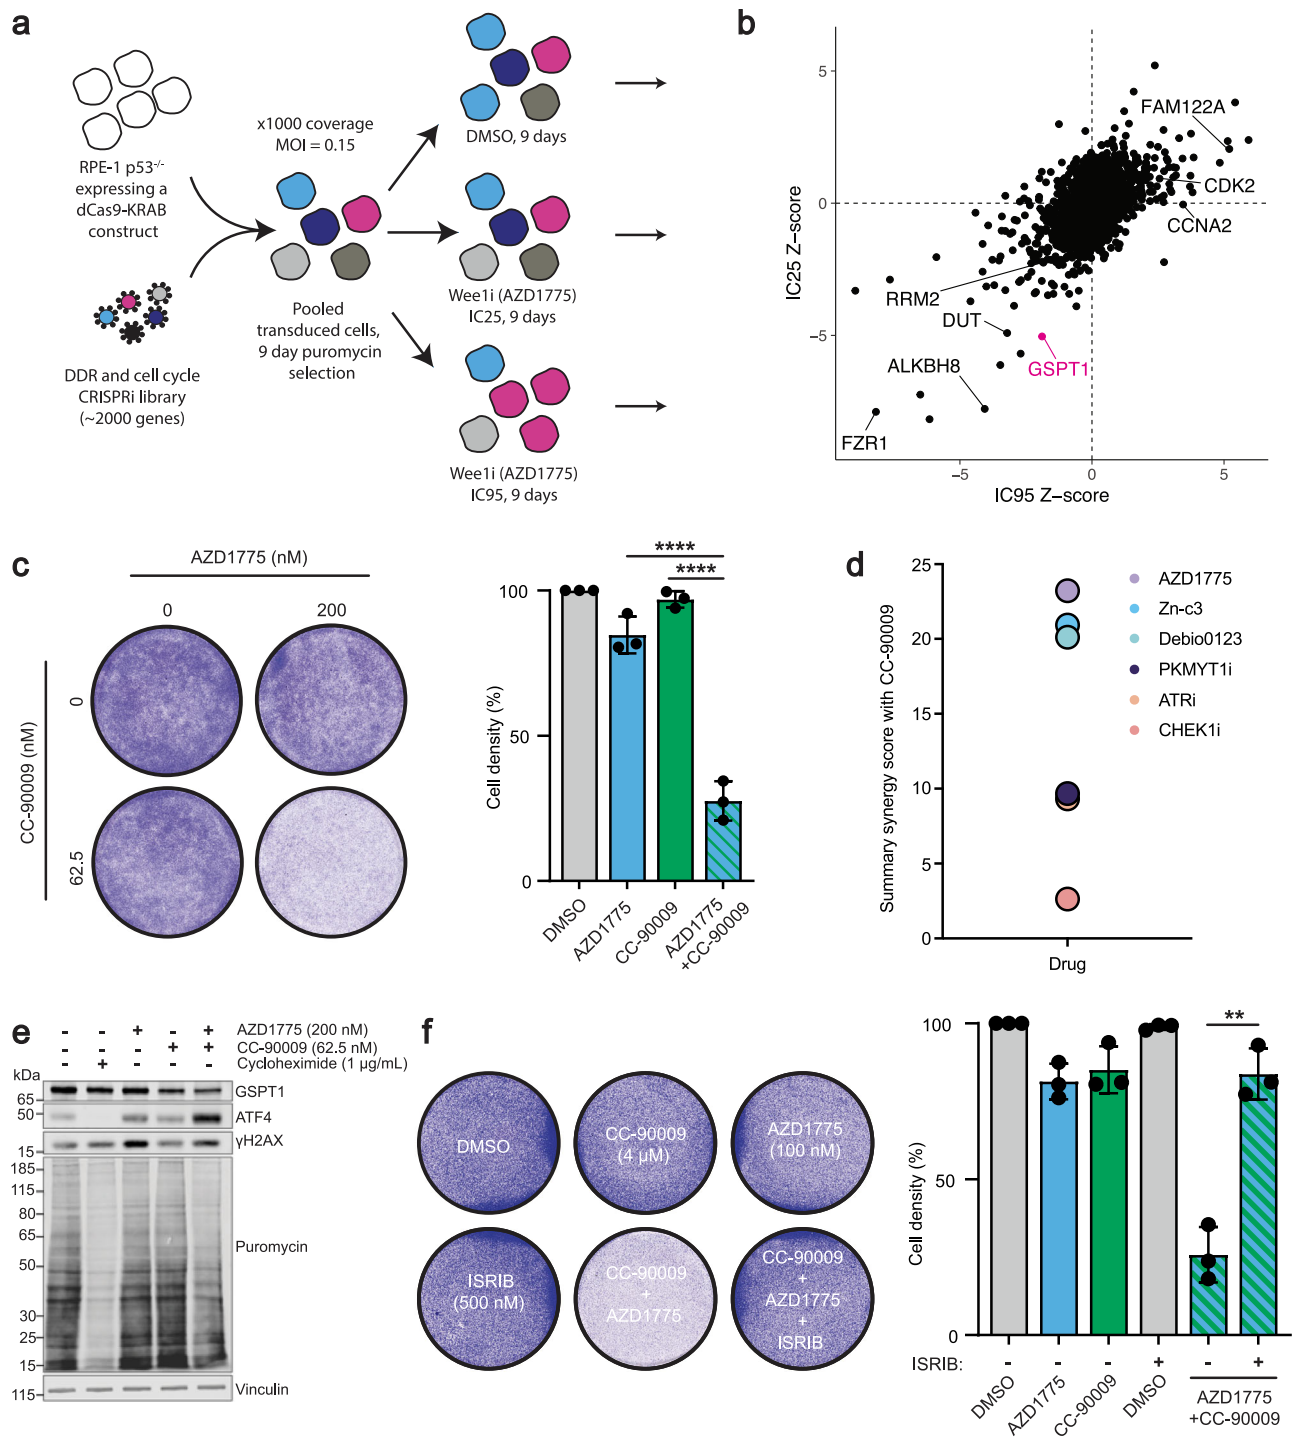 a
RPE-1 p53-/-
expressing a
dCas9-KRAB
construct
DDR and cell cycle
CRISPRi library
(~2000 genes)
x1000 coverage
MOI = 0.15
Pooled
transduced cells,
9 day puromycin
selection
DMSO, 9 days
Wee1i (AZD1775)
IC25, 9 days
Wee1i (AZD1775)
IC95, 9 days
b
IC25 Z−score
5
0
−5
FAM122A
CDK2
CCNA2
RRM2
DUT
GSPT1
ALKBH8
FZR1
−5
0
5
IC95 Z−score
c
AZD1775 (nM)
0
200
CC-90009 (nM)
0
62.5
Cell density (%)
100
50
0
****
****
DMSO
AZD1775
CC-90009
AZD1775
+CC-90009
d
Summary synergy score with CC-90009
25
20
15
10
5
0
Drug
AZD1775
Zn-c3
Debio0123
PKMYT1i
ATRi
CHEK1i
e
- - + - + AZD1775 (200 nM)
- - - + + CC-90009 (62.5 nM)
- + Cycloheximide (1 µg/mL)
kDa
65
GSPT1
50
ATF4
15
γH2AX
185
115
80
65
50
30
25
15
Puromycin
115
Vinculin
f
DMSO
CC-90009
(4 µM)
AZD1775
(100 nM)
ISRIB
(500 nM)
CC-90009
+
AZD1775
CC-90009
+
AZD1775
+
ISRIB
Cell density (%)
100
50
0
**
ISRIB: - - - + - +
DMSO
AZD1775
CC-90009
DMSO
AZD1775
+CC-90009